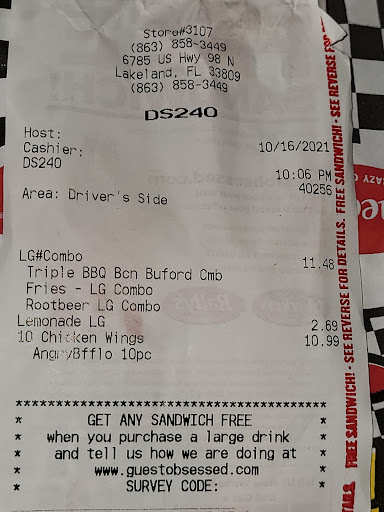 Store#3107
(863) 858-3449
6785 US Hwy 98 N
Lakeland, FL 33809
(863) 858-3449
DS240
Host:
Cashier: 10/16/2021
DS240
10:06 PM
40256
Area: Driver's Side
LG#Combo 11.48
Triple BBQ Bcn Buford Cmb
Fries - LG Combo
Rootbeer LG Combo
Lemonade LG 2.69
10 Chicken Wings 10.99
AngryBfflo 10pc
****************************************
* GET ANY SANDWICH FREE *
* when you purchase a large drink *
* and tell us how we are doing at *
* www.guestobsessed.com *
* SURVEY CODE: *
FREE SANDWICH! - SEE REVERSE FOR DETAILS. FREE SANDWICH! - SEE REVERSE FOR
Rally's